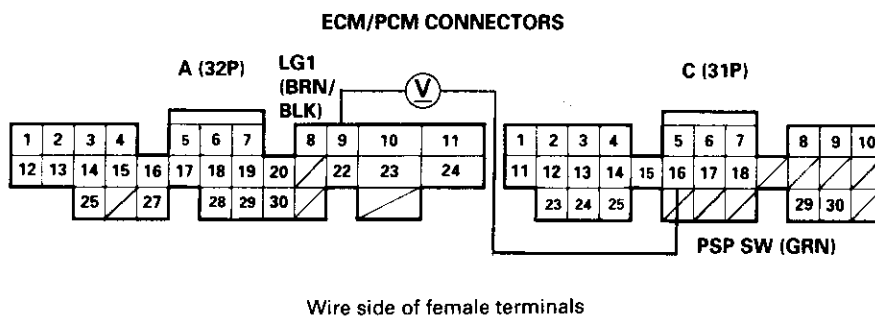 ECM/PCM CONNECTORS
A (32P)
LG1
(BRN/
BLK)
V
C (31P)
1 2 3 4 5 6 7 8 9 10 11
12 13 14 15 16 17 18 19 20 22 23 24
25 27 28 29 30
1 2 3 4 5 6 7 8 9 10
11 12 13 14 15 16 17 18
23 24 25 29 30
PSP SW (GRN)
Wire side of female terminals